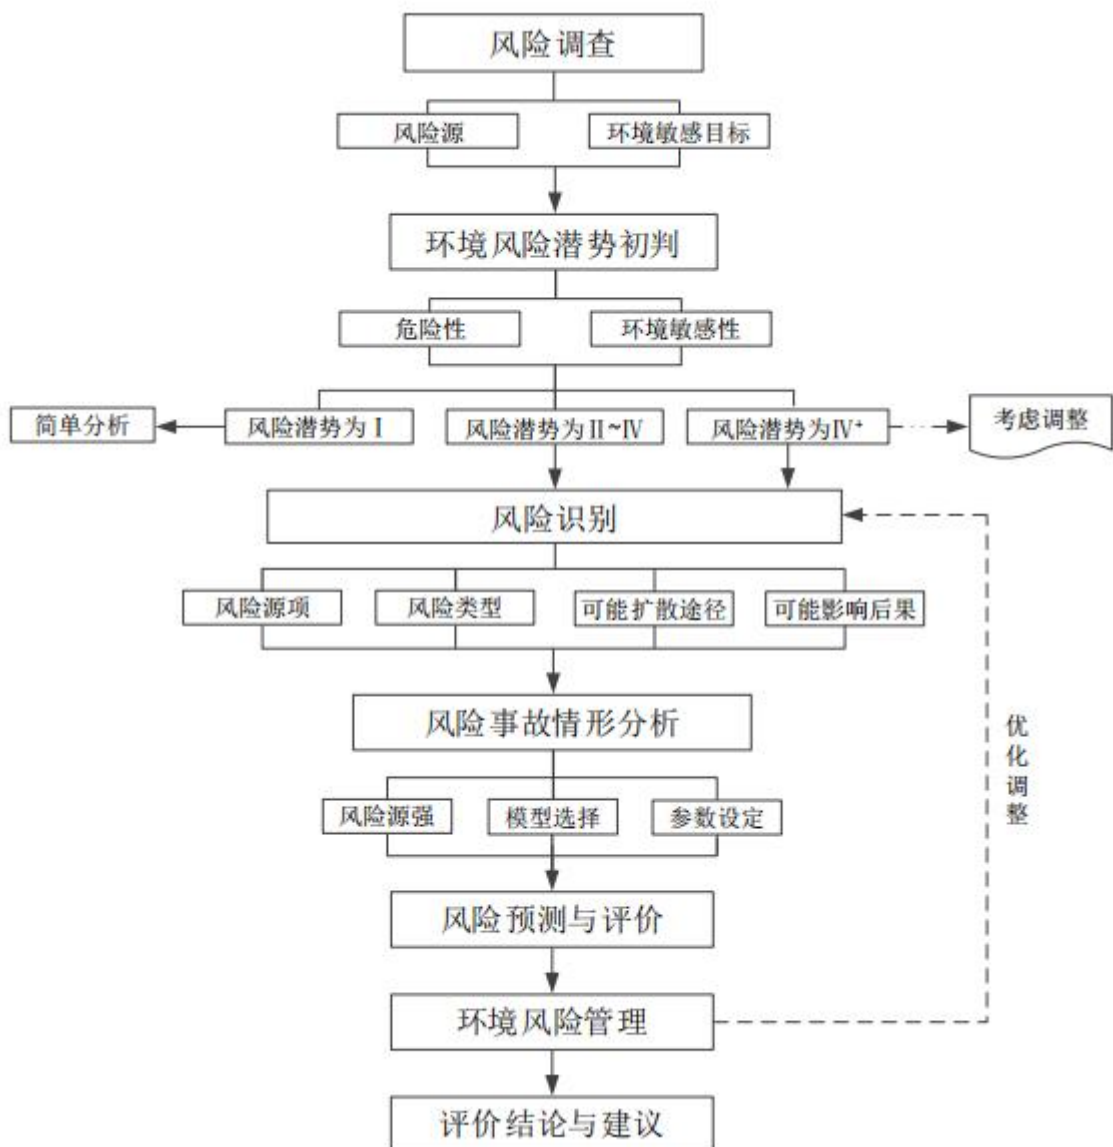 风险调查
风险源
环境敏感目标
环境风险潜势初判
危险性
环境敏感性
简单分析
风险潜势为Ⅰ
风险潜势为Ⅱ~Ⅳ
风险潜势为Ⅳ⁺
考虑调整
风险识别
风险源项
风险类型
可能扩散途径
可能影响后果
风险事故情形分析
风险源强
模型选择
参数设定
优化调整
风险预测与评价
环境风险管理
评价结论与建议